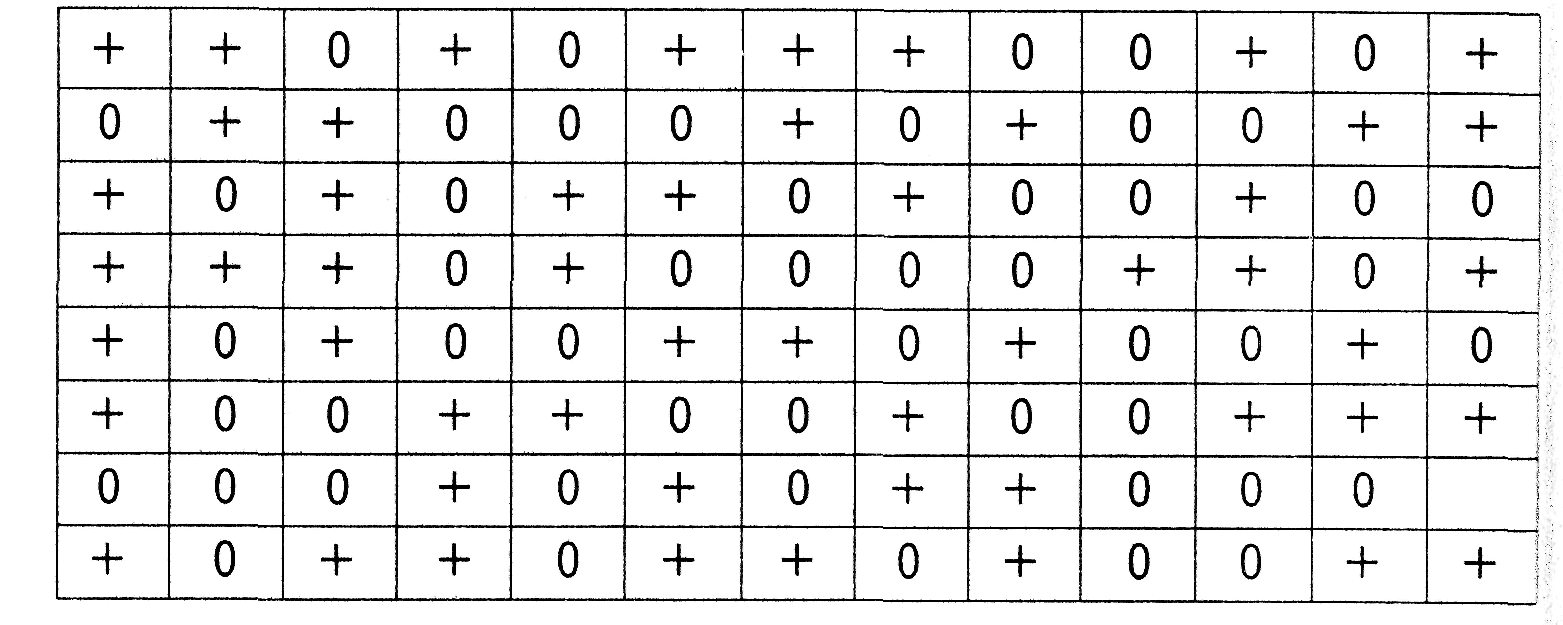 + + 0 + 0 + + + 0 0 + 0 +
0 + + 0 0 0 + 0 + 0 0 + +
+ 0 + 0 + + 0 + 0 0 + 0 0
+ + + 0 + 0 0 0 0 + + 0 +
+ 0 + 0 0 + + 0 + 0 0 + 0
+ 0 0 + + 0 0 + 0 0 + + +
0 0 0 + 0 + 0 + + 0 0 0
+ 0 + + 0 + + 0 + 0 0 + +